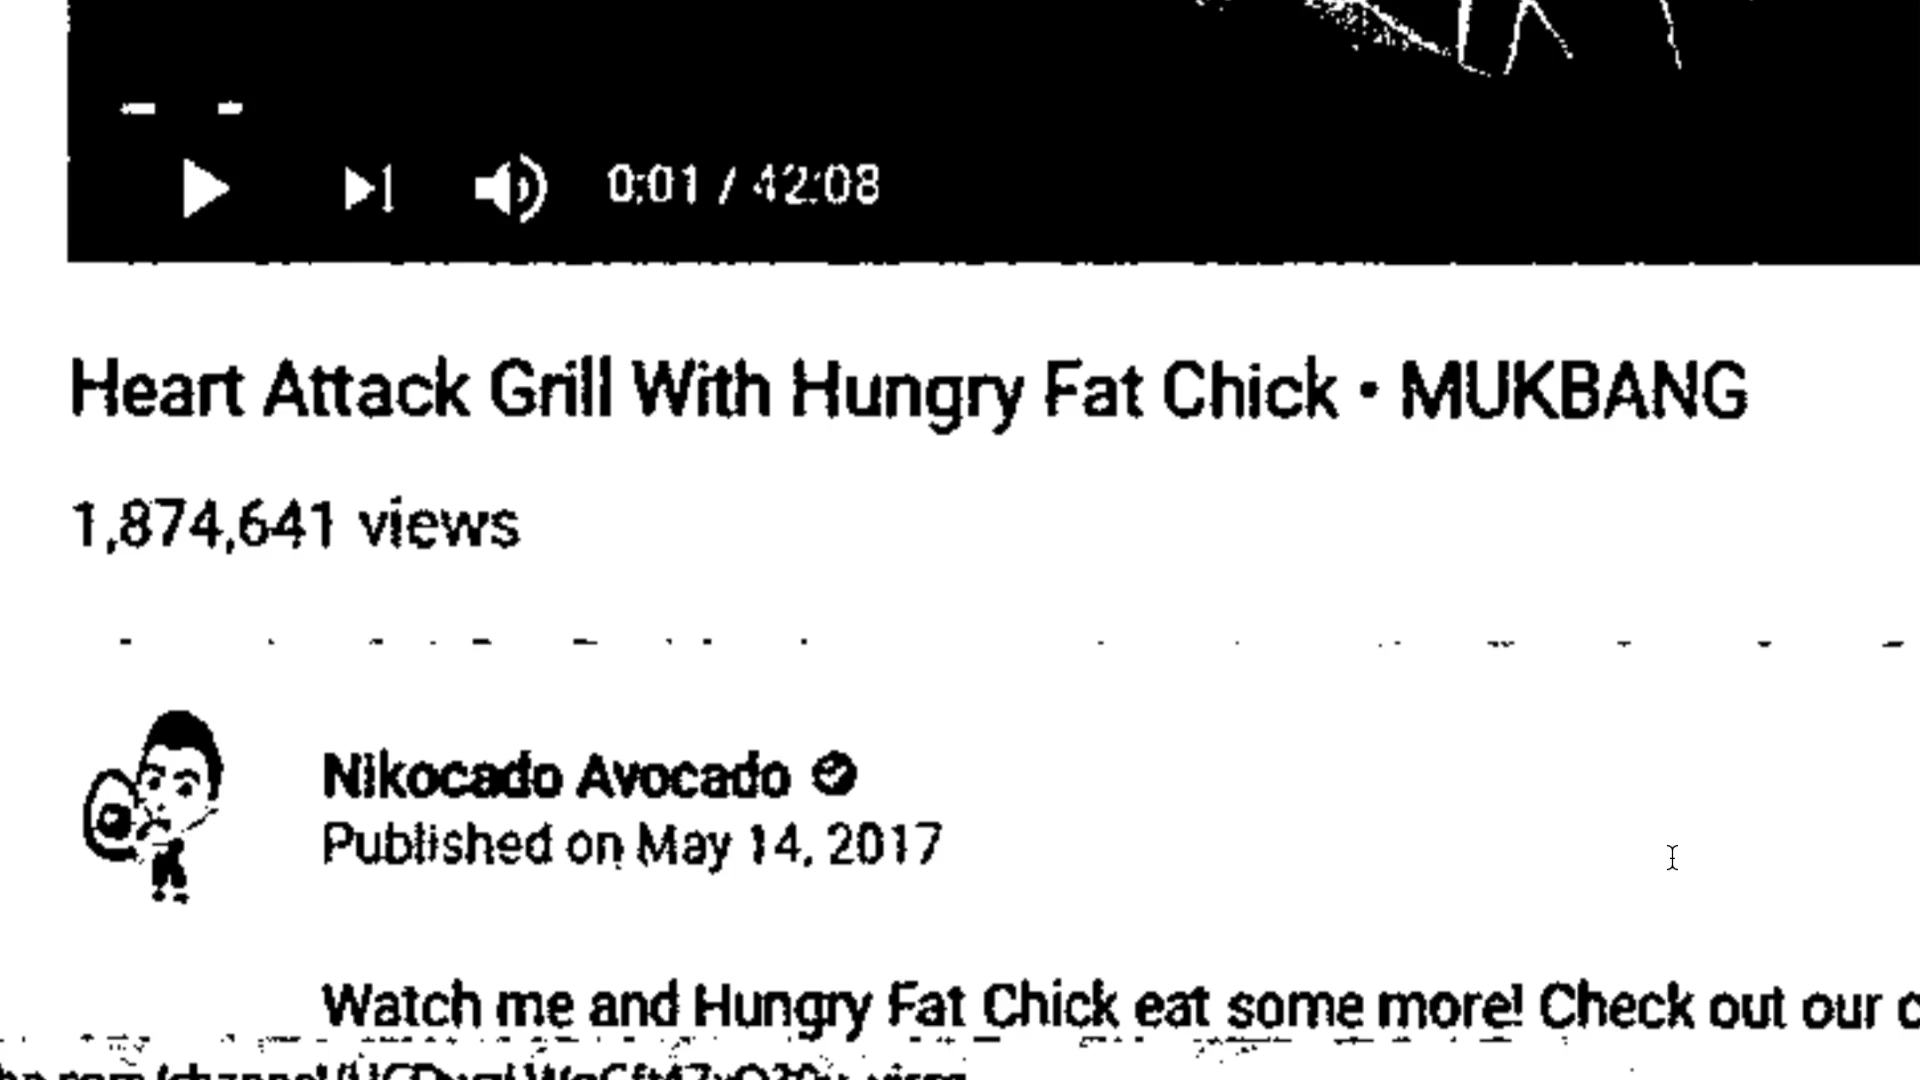 0:01 / 42:08
Heart Attack Grill With Hungry Fat Chick • MUKBANG
1,874,641 views
Nikocado Avocado
Published on May 14, 2017
Watch me and Hungry Fat Chick eat some more! Check out our